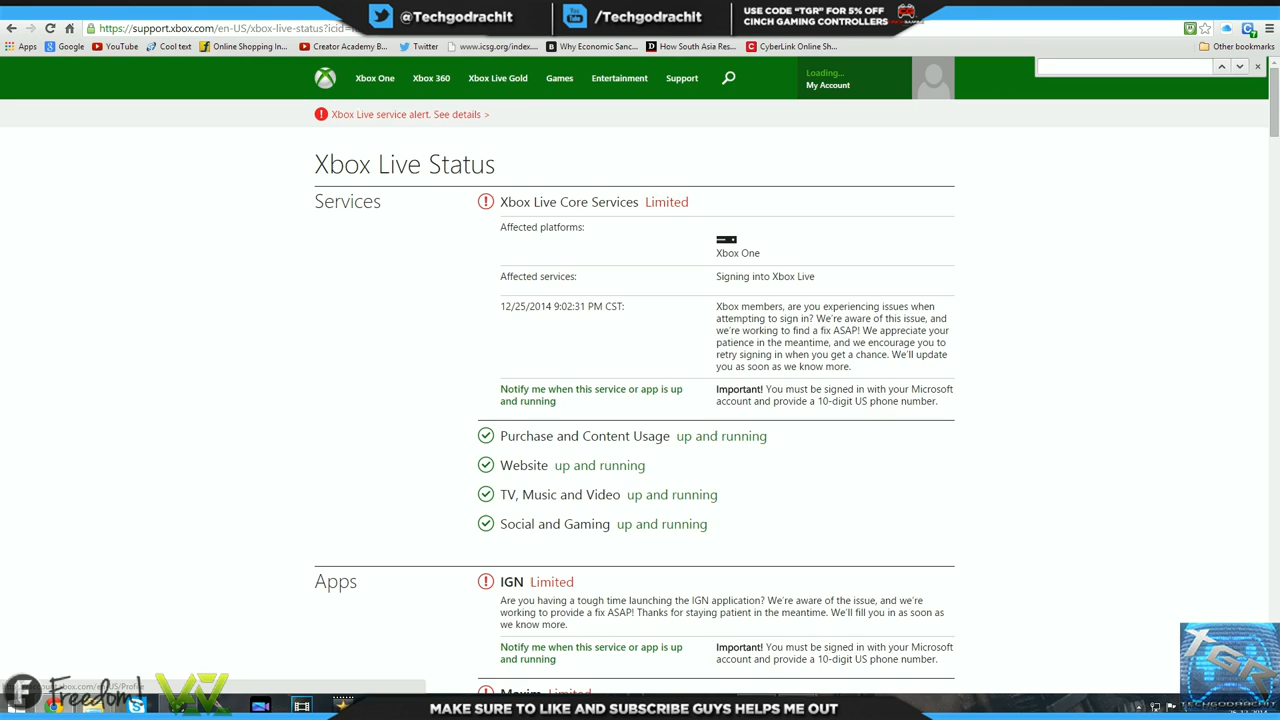 @Techgodrachit
You Tube
/Techgodrachit
USE CODE "TGR" FOR 5% OFF
CINCH GAMING CONTROLLERS
https://support.xbox.com/en-US/xbox-live-status?icid=
Apps Google YouTube Cool text Online Shopping In... Creator Academy B... Twitter www.icsg.org/index.... Why Economic Sanc... How South Asia Res... CyberLink Online Sh... Other bookmarks
Xbox One Xbox 360 Xbox Live Gold Games Entertainment Support
Loading...
My Account
Xbox Live service alert. See details >
Xbox Live Status
Services
Xbox Live Core Services Limited
Affected platforms:
Xbox One
Affected services: Signing into Xbox Live
12/25/2014 9:02:31 PM CST: Xbox members, are you experiencing issues when
attempting to sign in? We're aware of this issue, and
we're working to find a fix ASAP! We appreciate your
patience in the meantime, and we encourage you to
retry signing in when you get a chance. We'll update
you as soon as we know more.
Notify me when this service or app is up
and running
Important! You must be signed in with your Microsoft
account and provide a 10-digit US phone number.
Purchase and Content Usage up and running
Website up and running
TV, Music and Video up and running
Social and Gaming up and running
Apps
IGN Limited
Are you having a tough time launching the IGN application? We're aware of the issue, and we're
working to provide a fix ASAP! Thanks for staying patient in the meantime. We'll fill you in as soon as
we know more.
Notify me when this service or app is up
and running
Important! You must be signed in with your Microsoft
account and provide a 10-digit US phone number.
Limited
Freedom!
MAKE SURE TO LIKE AND SUBSCRIBE GUYS HELPS ME OUT
TGR
TECHGODRACHIT